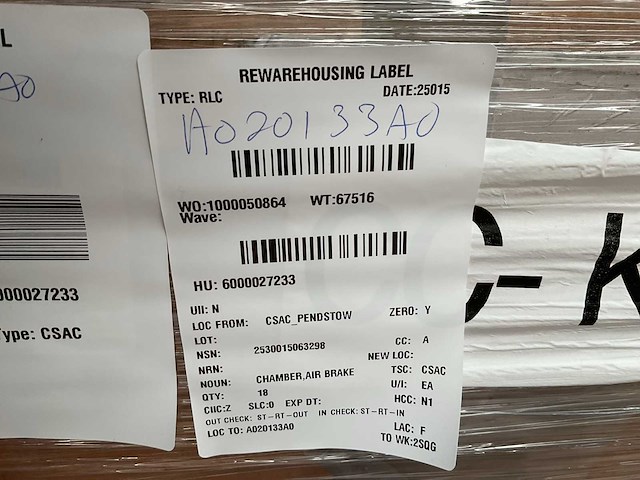 L
A0
000027233
Type: CSAC
REWAREHOUSING LABEL
TYPE: RLC DATE:25015
A020133A0
WO:1000050864 WT:67516
Wave:
HU: 6000027233
UII: N
LOC FROM: CSAC_PENDSTOW ZERO: Y
LOT: CC: A
NSN: 2530015063298 NEW LOC:
NRN: TSC: CSAC
NOUN: CHAMBER,AIR BRAKE U/I: EA
QTY: 18 HCC: N1
CIIC:Z SLC:0 EXP DT:
OUT CHECK: ST-RT-OUT IN CHECK: ST-RT-IN
LAC: F
LOC TO: A020133A0 TO WK:2SQG
C-K